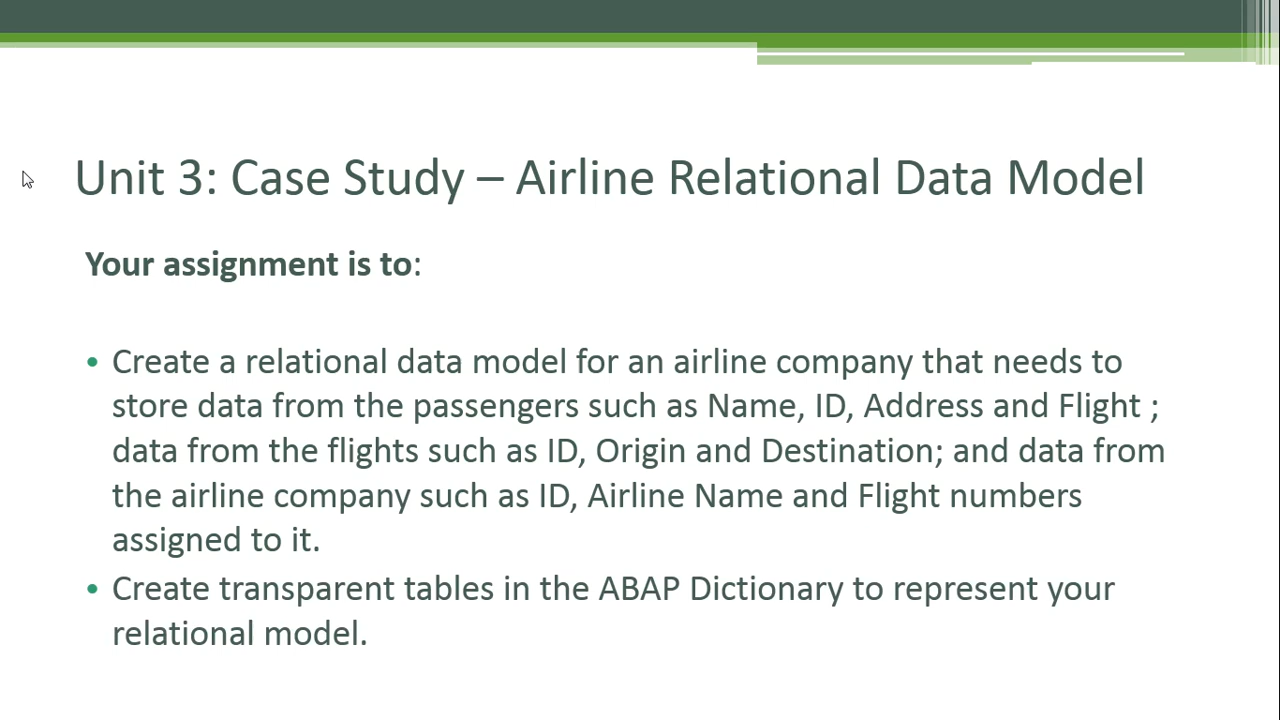 Unit 3: Case Study – Airline Relational Data Model
Your assignment is to:
• Create a relational data model for an airline company that needs to
store data from the passengers such as Name, ID, Address and Flight ;
data from the flights such as ID, Origin and Destination; and data from
the airline company such as ID, Airline Name and Flight numbers
assigned to it.
• Create transparent tables in the ABAP Dictionary to represent your
relational model.